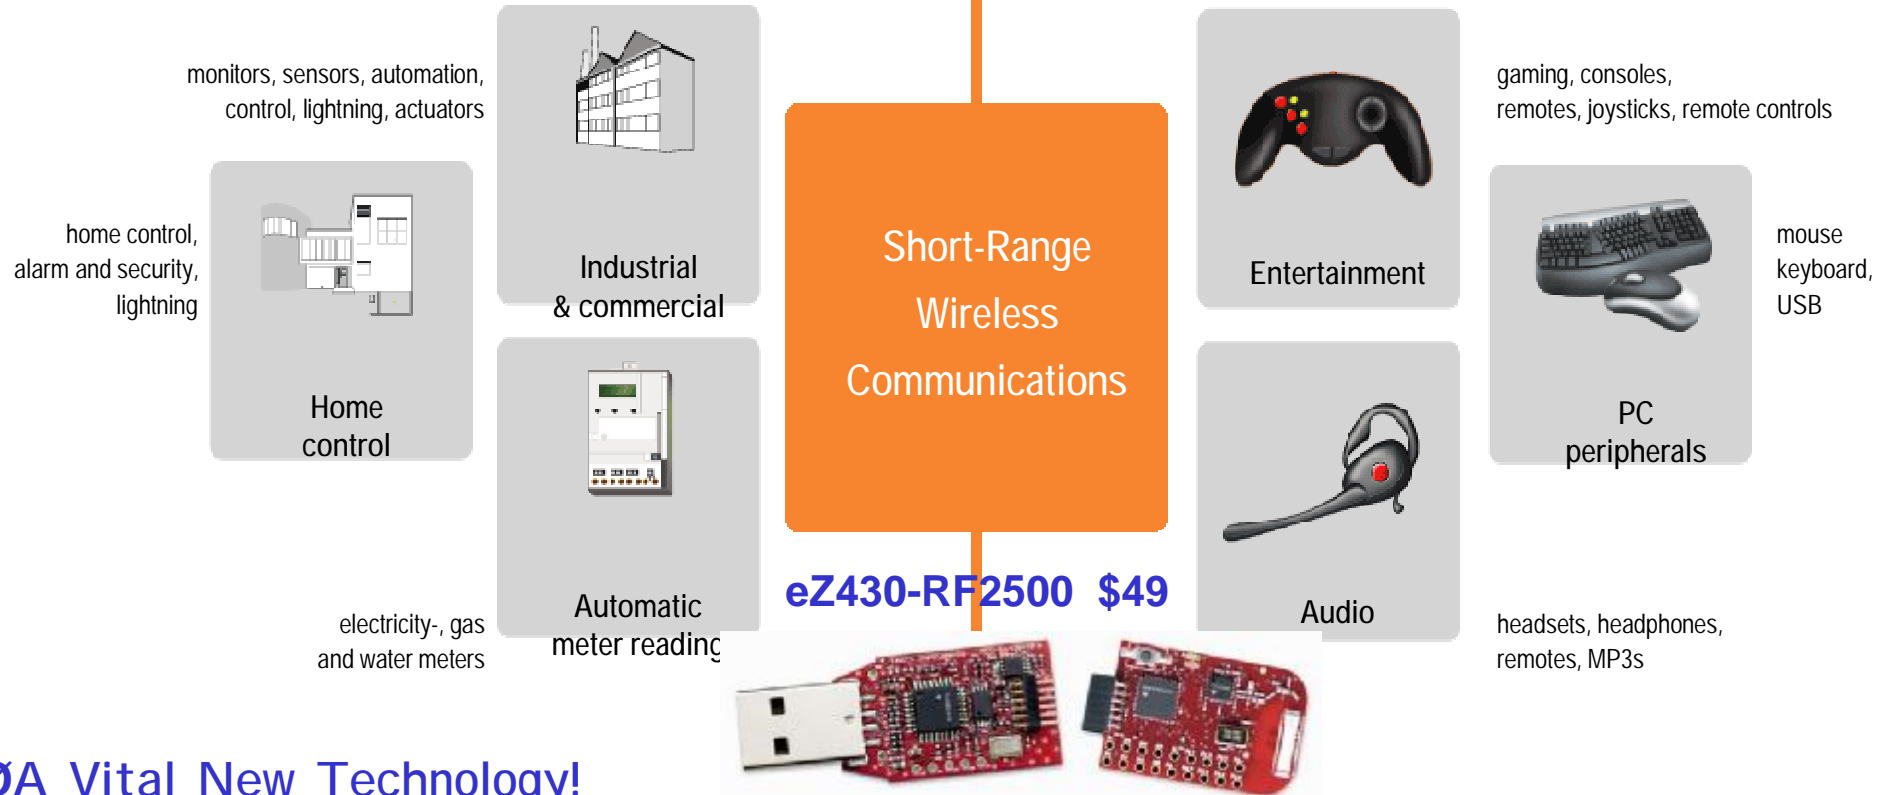 monitors, sensors, automation,
control, lightning, actuators
Industrial
& commercial
home control,
alarm and security,
lightning
Home
control
electricity-, gas
and water meters
Automatic
meter reading
Short-Range
Wireless
Communications
eZ430-RF2500 $49
Entertainment
gaming, consoles,
remotes, joysticks, remote controls
PC
peripherals
mouse
keyboard,
USB
Audio
headsets, headphones,
remotes, MP3s
ØA Vital New Technology!